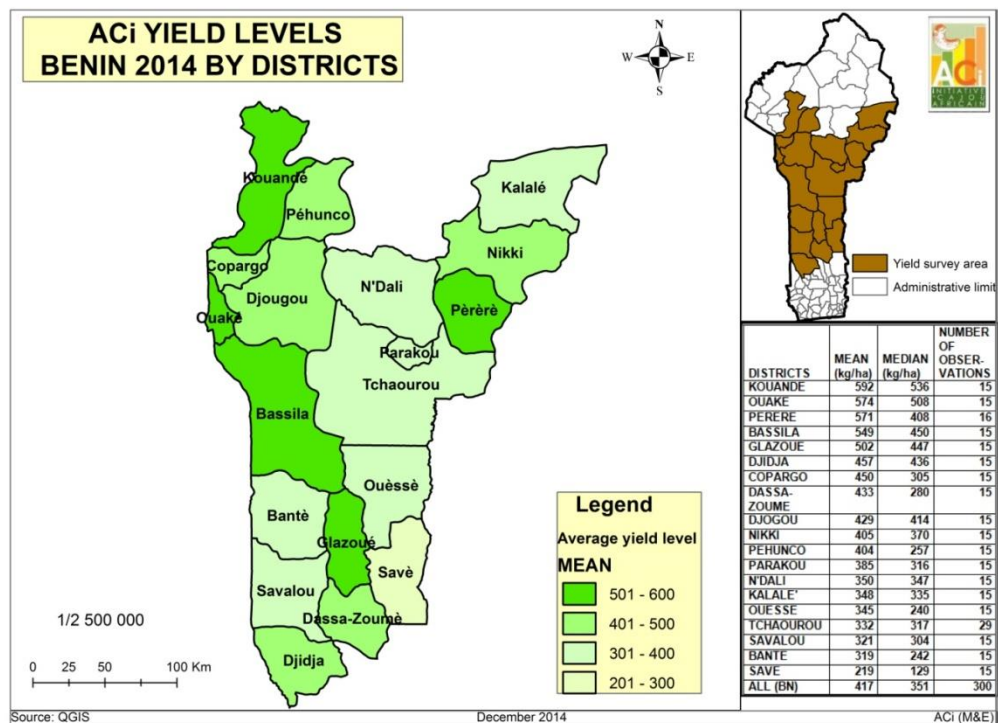 ACi YIELD LEVELS
BENIN 2014 BY DISTRICTS
N
W
E
S
Kouandé
Péhunco
Kalalé
Nikki
Copargo
Djougou
N'Dali
Pèrèrè
Ouaké
Parakou
Tchaourou
Bassila
Ouèssè
Bantè
Glazoué
Savè
Savalou
Dassa-Zoumè
Djidja
1/2 500 000
0 25 50 100 Km
Legend
Average yield level
MEAN
501 - 600
401 - 500
301 - 400
201 - 300
ACi
INITIATIVE
Yield survey area
Administrative limit
DISTRICTS MEAN (kg/ha) MEDIAN (kg/ha) NUMBER OF OBSER-VATIONS
KOUANDE 592 536 15
OUAKE 574 508 15
PERERE 571 408 16
BASSILA 549 450 15
GLAZOUE 502 447 15
DJIDJA 457 436 15
COPARGO 450 305 15
DASSA-ZOUME 433 280 15
DJOGOU 429 414 15
NIKKI 405 370 15
PEHUNCO 404 257 15
PARAKOU 385 316 15
N'DALI 350 347 15
KALALE' 348 335 15
OUESSE 345 240 15
TCHAOUROU 332 317 29
SAVALOU 321 304 15
BANTE 319 242 15
SAVE 219 129 15
ALL (BN) 417 351 300
Source: QGIS
December 2014
ACi (M&E)